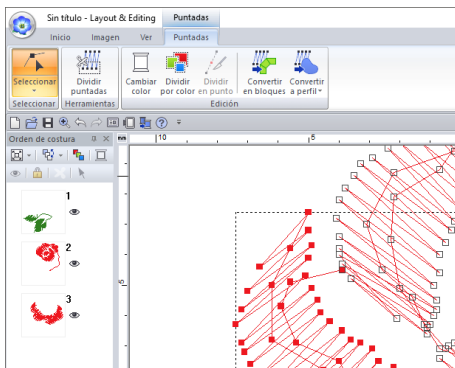 Sin título - Layout & Editing Puntadas
Inicio Imagen Ver Puntadas
Seleccionar Dividir puntadas Cambiar color Dividir por color Dividir en punto Convertir en bloques Convertir a perfil
Seleccionar Herramientas Edición
Orden de costura
10 5
1
2
3
5